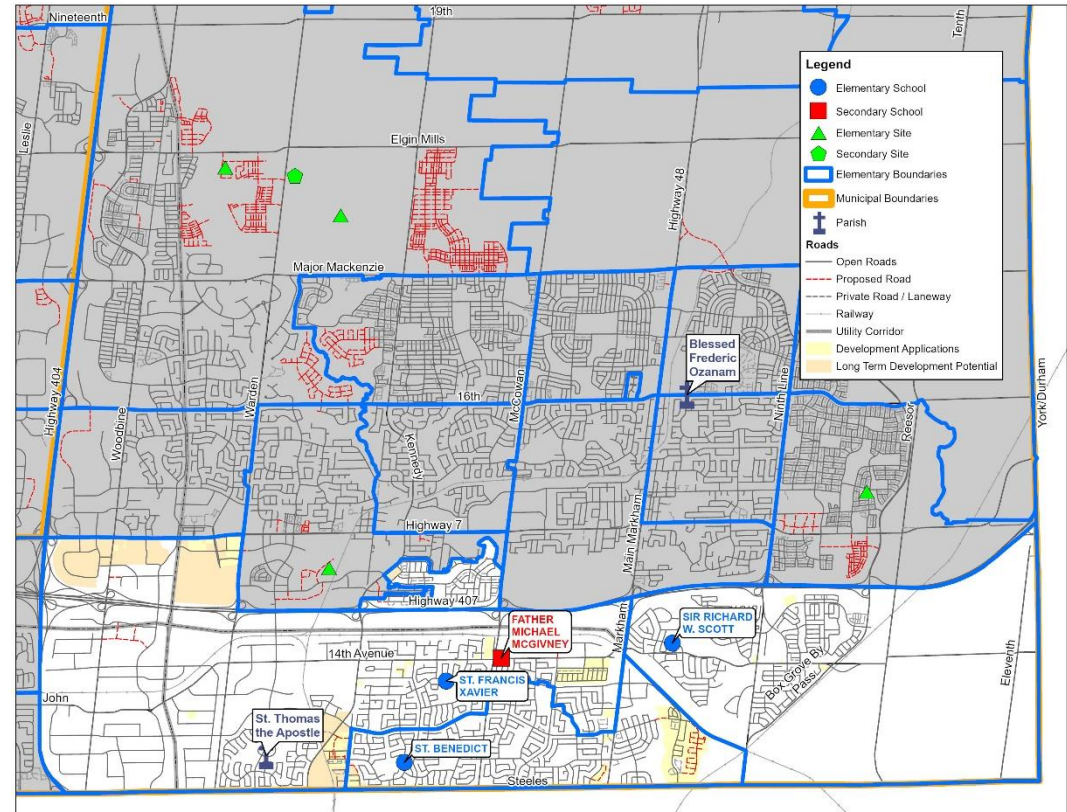 Nineteenth
19th
Tenth
Leslie
Elgin Mills
Highway 48
Major Mackenzie
Legend
Elementary School
Secondary School
Elementary Site
Secondary Site
Elementary Boundaries
Municipal Boundaries
Parish
Roads
Open Roads
Proposed Road
Private Road / Laneway
Railway
Utility Corridor
Development Applications
Long Term Development Potential
Blessed
Frederic
Ozanam
Highway 404
Woodbine
Warden
16th
Kennedy
McCowan
Ninth Line
Reesor
York/Durham
Highway 7
Main Markham
Highway 407
Markham
FATHER
MICHAEL
MCGIVNEY
SIR RICHARD
W. SCOTT
14th Avenue
ST. FRANCIS
XAVIER
Box Grove By
Pass
Eleventh
John
St. Thomas
the Apostle
ST. BENEDICT
Steeles